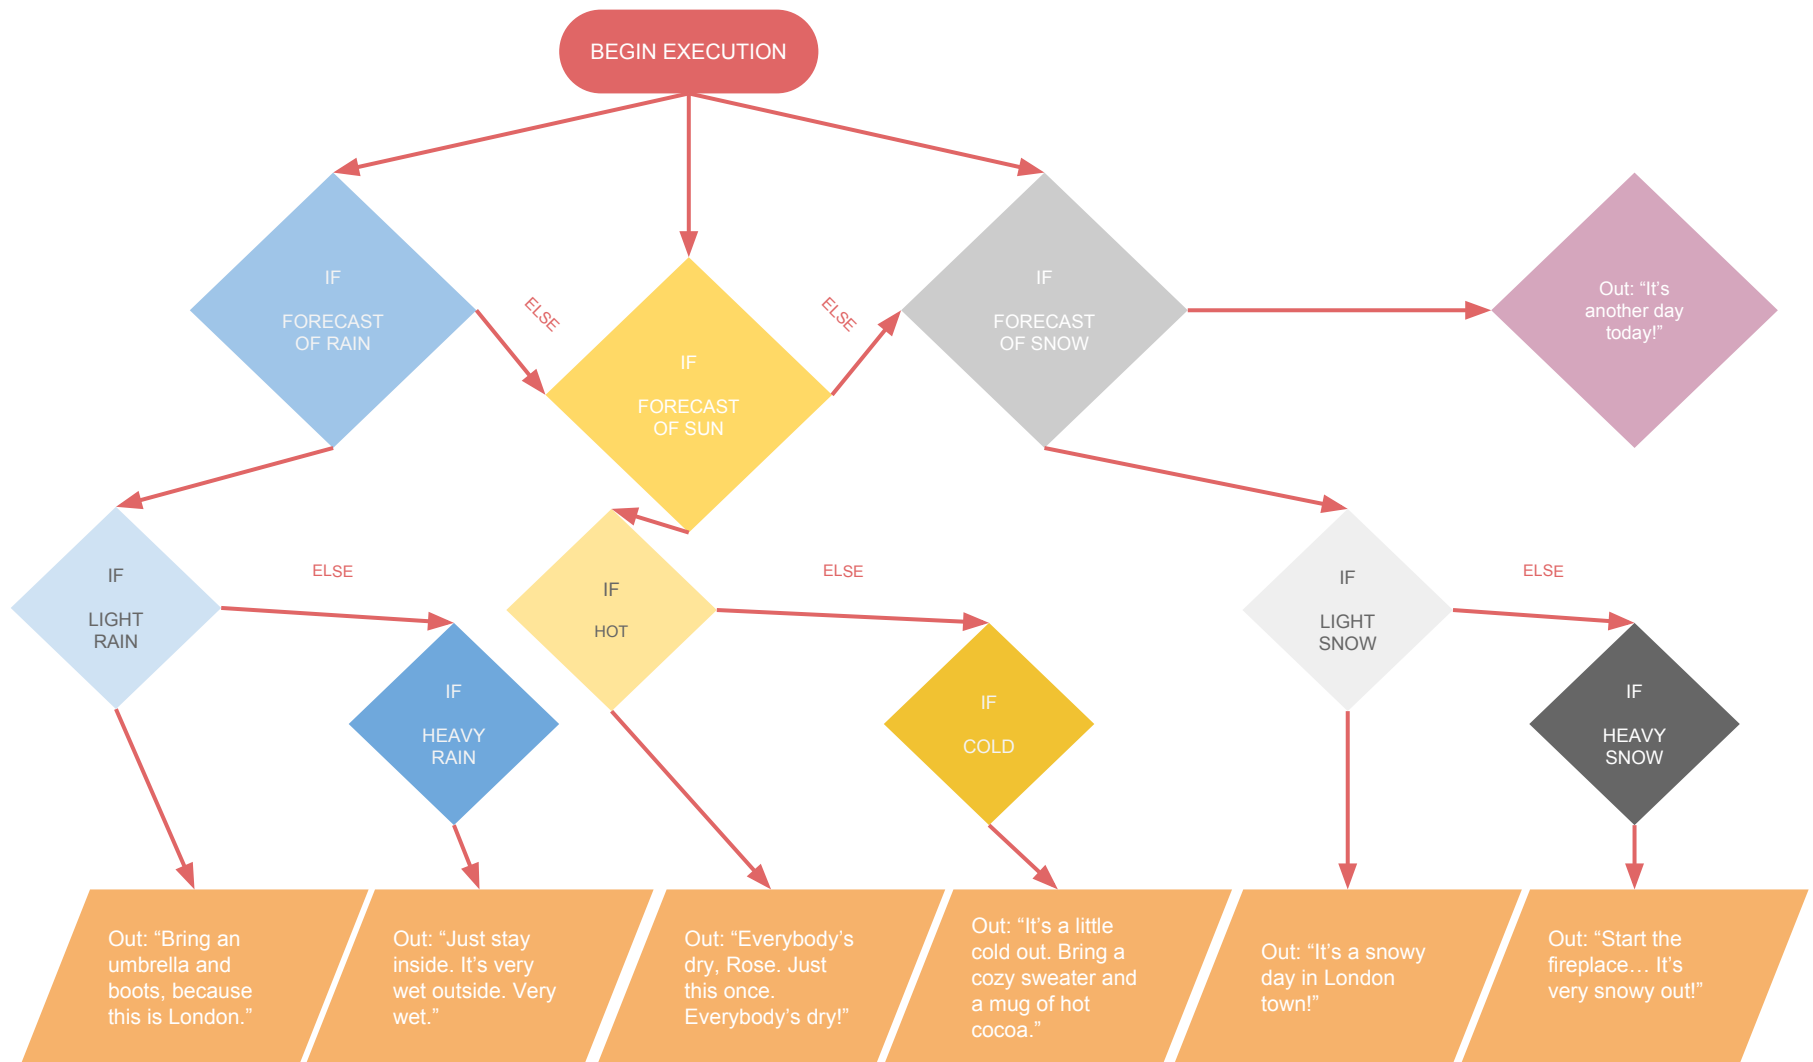 BEGIN EXECUTION
IF
FORECAST
OF RAIN
ELSE
IF
FORECAST
OF SUN
ELSE
IF
FORECAST
OF SNOW
Out: “It’s
another day
today!”
IF
LIGHT
RAIN
ELSE
IF
HEAVY
RAIN
IF
HOT
ELSE
IF
COLD
IF
LIGHT
SNOW
ELSE
IF
HEAVY
SNOW
Out: “Bring an
umbrella and
boots, because
this is London.”
Out: “Just stay
inside. It’s very
wet outside. Very
wet.”
Out: “Everybody’s
dry, Rose. Just
this once.
Everybody’s dry!”
Out: “It’s a little
cold out. Bring a
cozy sweater and
a mug of hot
cocoa.”
Out: “It’s a snowy
day in London
town!”
Out: “Start the
fireplace… It’s
very snowy out!”